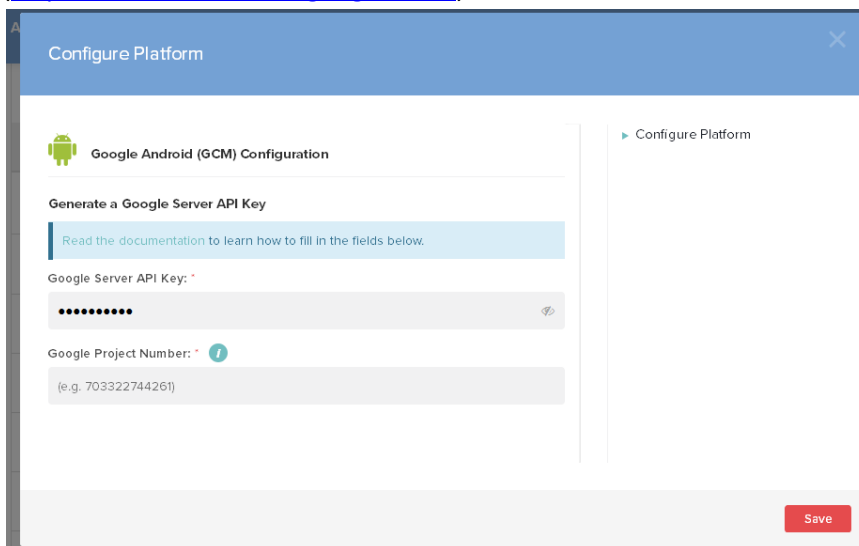 Configure Platform
Google Android (GCM) Configuration
Configure Platform
Generate a Google Server API Key
Read the documentation to learn how to fill in the fields below.
Google Server API Key: *
••••••••••
Google Project Number: *
(e.g. 703322744261)
Save